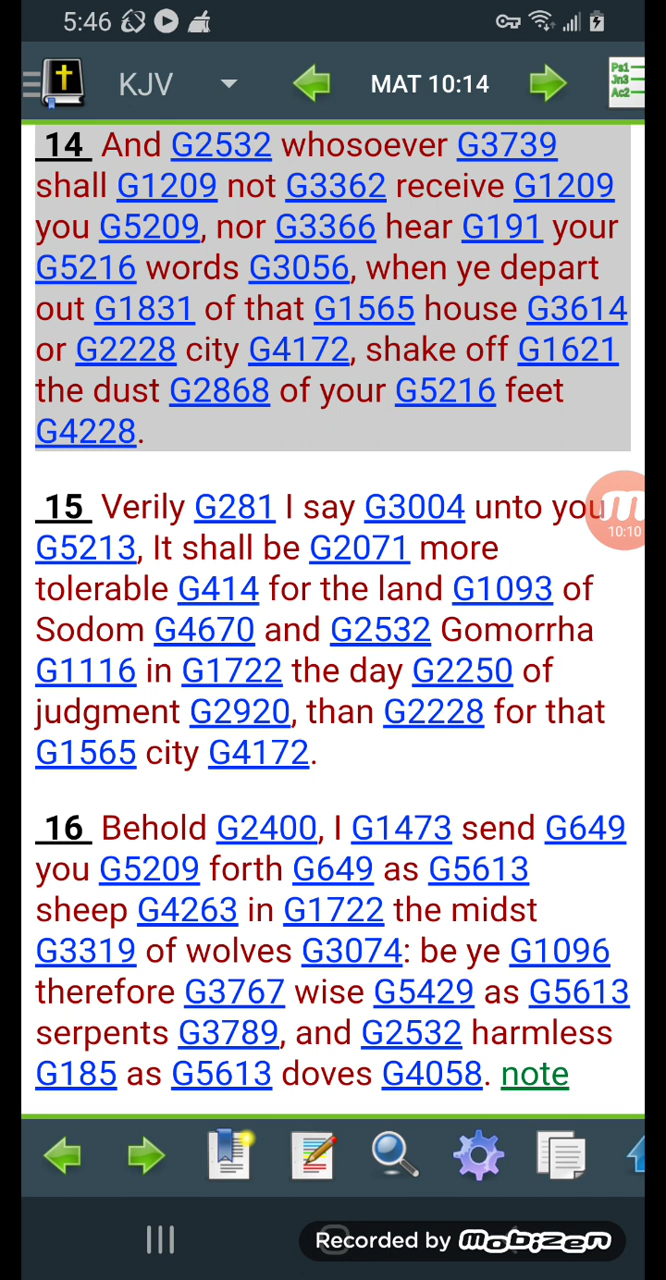 5:46
KJV MAT 10:14
Ps1
Jn3
Ac2
14 And G2532 whosoever G3739
shall G1209 not G3362 receive G1209
you G5209, nor G3366 hear G191 your
G5216 words G3056, when ye depart
out G1831 of that G1565 house G3614
or G2228 city G4172, shake off G1621
the dust G2868 of your G5216 feet
G4228.
15 Verily G281 I say G3004 unto you
G5213, It shall be G2071 more
tolerable G414 for the land G1093 of
Sodom G4670 and G2532 Gomorrha
G1116 in G1722 the day G2250 of
judgment G2920, than G2228 for that
G1565 city G4172.
10:10
16 Behold G2400, I G1473 send G649
you G5209 forth G649 as G5613
sheep G4263 in G1722 the midst
G3319 of wolves G3074: be ye G1096
therefore G3767 wise G5429 as G5613
serpents G3789, and G2532 harmless
G185 as G5613 doves G4058. note
Recorded by mobizen